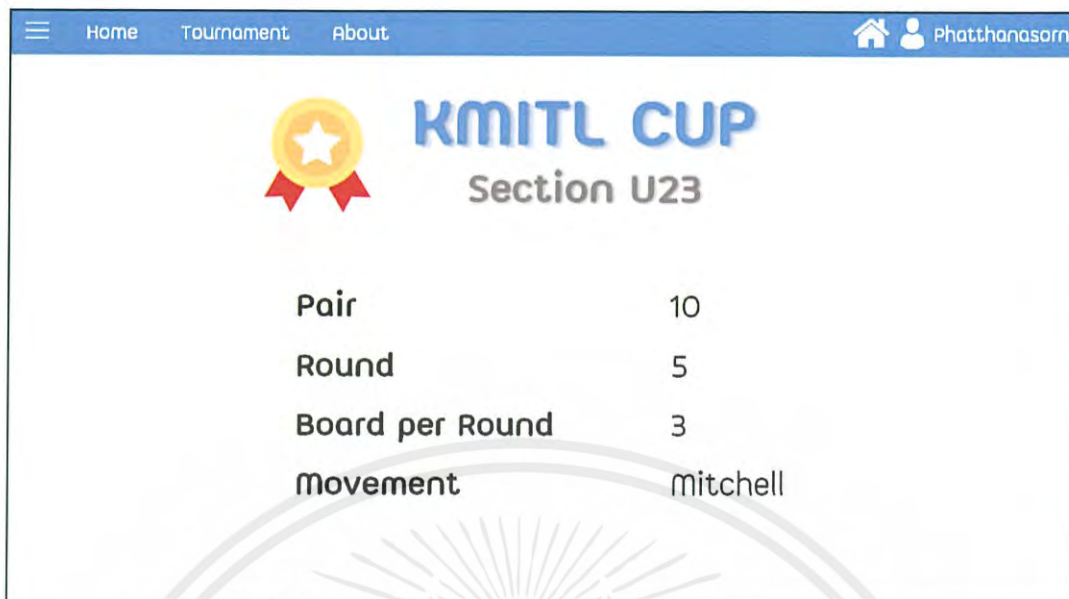 Home Tournament About Phatthanasorn
KMITL CUP
Section U23
Pair 10
Round 5
Board per Round 3
Movement Mitchell